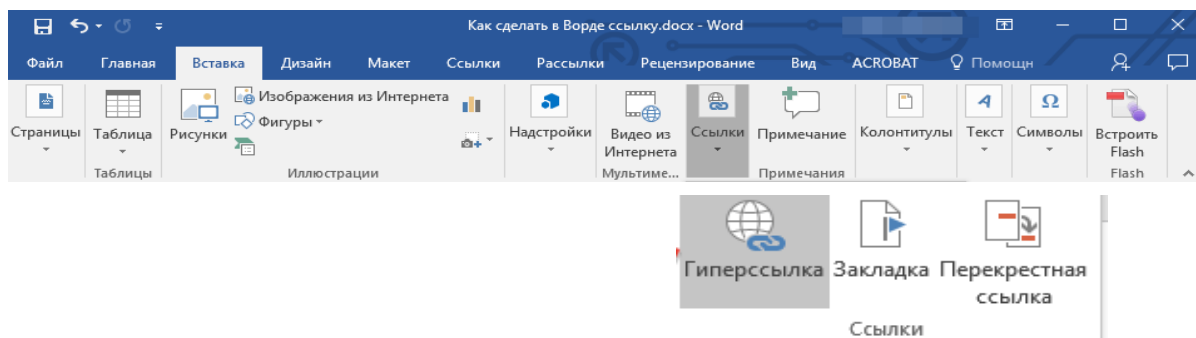 Как сделать в Ворде ссылку.docx - Word
Файл Главная Вставка Дизайн Макет Ссылки Рассылки Рецензирование Вид ACROBAT Помощн
Страницы
Таблица
Таблицы
Рисунки
Изображения из Интернета
Фигуры
Иллюстрации
Надстройки
Видео из
Интернета
Мультиме...
Ссылки
Примечание
Примечания
Колонтитулы
Текст
Символы
Встроить
Flash
Flash
Гиперссылка Закладка Перекрестная
ссылка
Ссылки